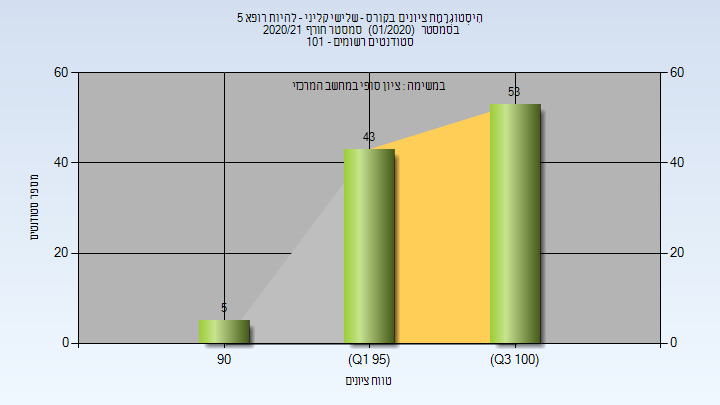 היסטוגרמת ציונים בקורס - שלישי קליני - להיות רופא 5
בסמסטר (01/2020) סמסטר חורף 2020/21
סטודנטים רשומים - 101
במשימה : ציון סופי במחשב המרכזי
60
40
20
0
60
40
20
0
מספר סטודנטים
5
43
53
90
(Q1 95)
(Q3 100)
טווח ציונים